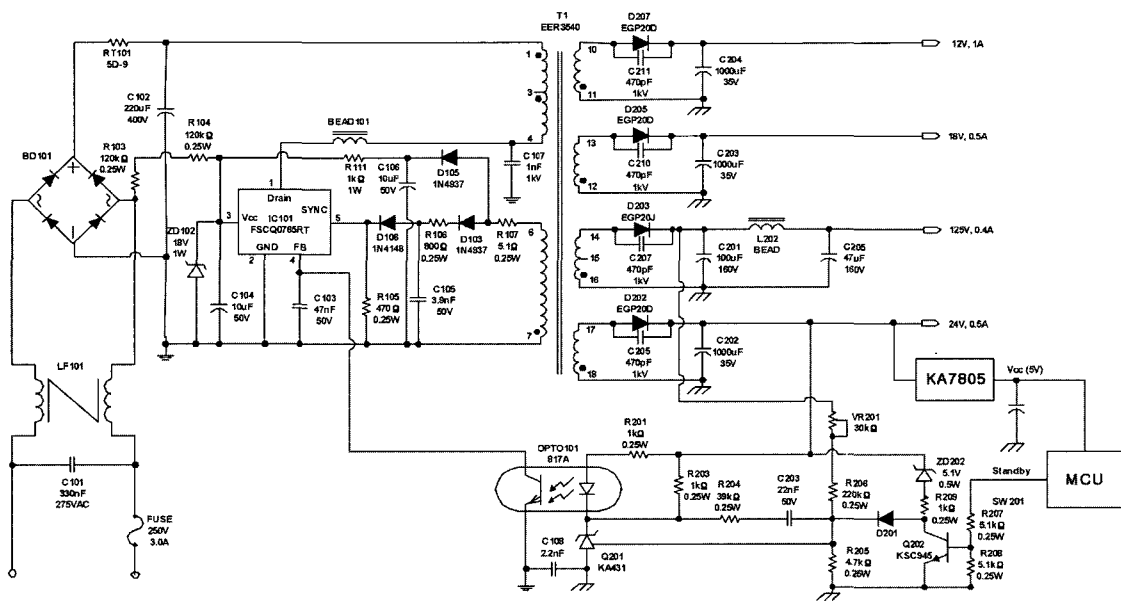 T1
EER3540
RT101
5D-9
C102
220uF
400V
R104
120kΩ
0.25W
R103
120kΩ
0.25W
BD101
BEAD101
1
3
4
C107
1nF
1kV
R111
1kΩ
1W
C106
10uF
50V
D105
1N4937
1
Drain
SYNC
5
3
Vcc
IC101
FSCQ0765RT
GND
FB
2
4
ZD102
18V
1W
D106
1N4148
R106
800Ω
0.25W
D103
1N4937
R107
5.1Ω
0.25W
6
7
C104
10uF
50V
C103
47nF
50V
R105
470Ω
0.25W
C105
3.9nF
50V
LF101
C101
330nF
275VAC
FUSE
250V
3.0A
D207
EGP20D
10
11
C211
470pF
1kV
C204
1000uF
35V
12V, 1A
D205
EGP20D
13
12
C210
470pF
1kV
C203
1000uF
35V
18V, 0.5A
D203
EGP20J
14
15
16
C207
470pF
1kV
C201
100uF
160V
L202
BEAD
C205
47μF
160V
125V, 0.4A
D202
EGP20D
17
18
C205
470pF
1kV
C202
1000uF
35V
24V, 0.5A
KA7805
Vcc (5V)
VR201
30kΩ
OPTO101
817A
R201
1kΩ
0.25W
R203
1kΩ
0.25W
R204
39kΩ
0.25W
C203
22nF
50V
R206
220kΩ
0.25W
ZD202
5.1V
0.5W
R209
1kΩ
0.25W
D201
Standby
MCU
SW201
R207
5.1kΩ
0.25W
Q202
KSC945
R208
5.1kΩ
0.25W
C108
2.2nF
Q201
KA431
R205
4.7kΩ
0.25W